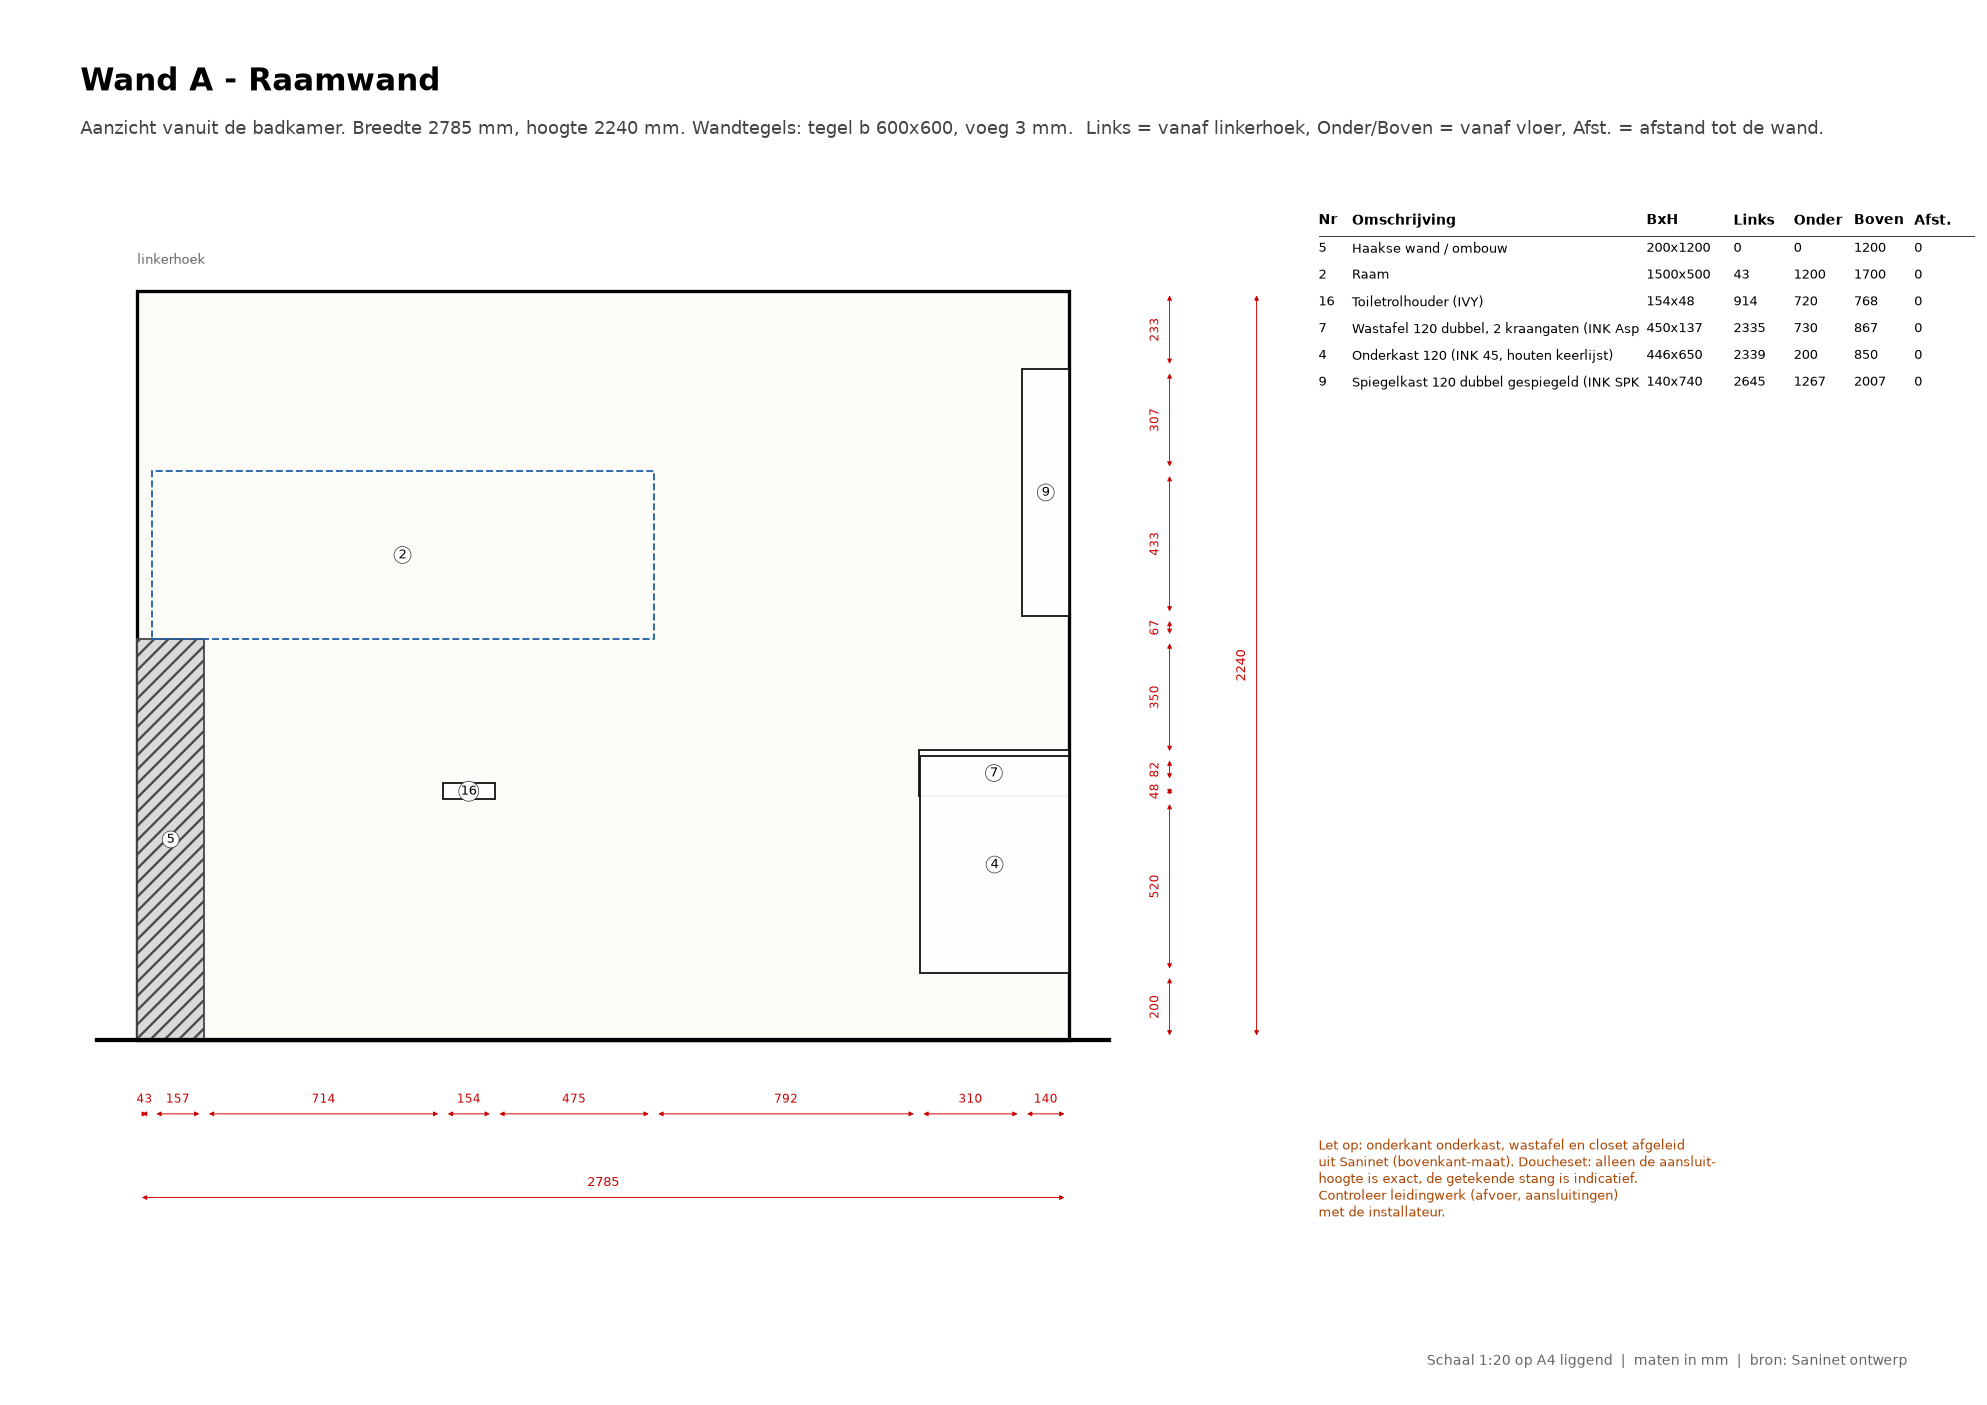 Wand A - Raamwand
Aanzicht vanuit de badkamer. Breedte 2785 mm, hoogte 2240 mm. Wandtegels: tegel b 600x600, voeg 3 mm.  Links = vanaf linkerhoek, Onder/Boven = vanaf vloer, Afst. = afstand tot de wand.
linkerhoek
2
9
7
16
5
4
233
307
433
67
350
82
48
520
200
2240
43 157 714 154 475 792 310 140
2785
Nr Omschrijving BxH Links Onder Boven Afst.
5 Haakse wand / ombouw 200x1200 0 0 1200 0
2 Raam 1500x500 43 1200 1700 0
16 Toiletrolhouder (IVY) 154x48 914 720 768 0
7 Wastafel 120 dubbel, 2 kraangaten (INK Asp 450x137 2335 730 867 0
4 Onderkast 120 (INK 45, houten keerlijst) 446x650 2339 200 850 0
9 Spiegelkast 120 dubbel gespiegeld (INK SPK 140x740 2645 1267 2007 0
Let op: onderkant onderkast, wastafel en closet afgeleid
uit Saninet (bovenkant-maat). Doucheset: alleen de aansluit-
hoogte is exact, de getekende stang is indicatief.
Controleer leidingwerk (afvoer, aansluitingen)
met de installateur.
Schaal 1:20 op A4 liggend  |  maten in mm  |  bron: Saninet ontwerp